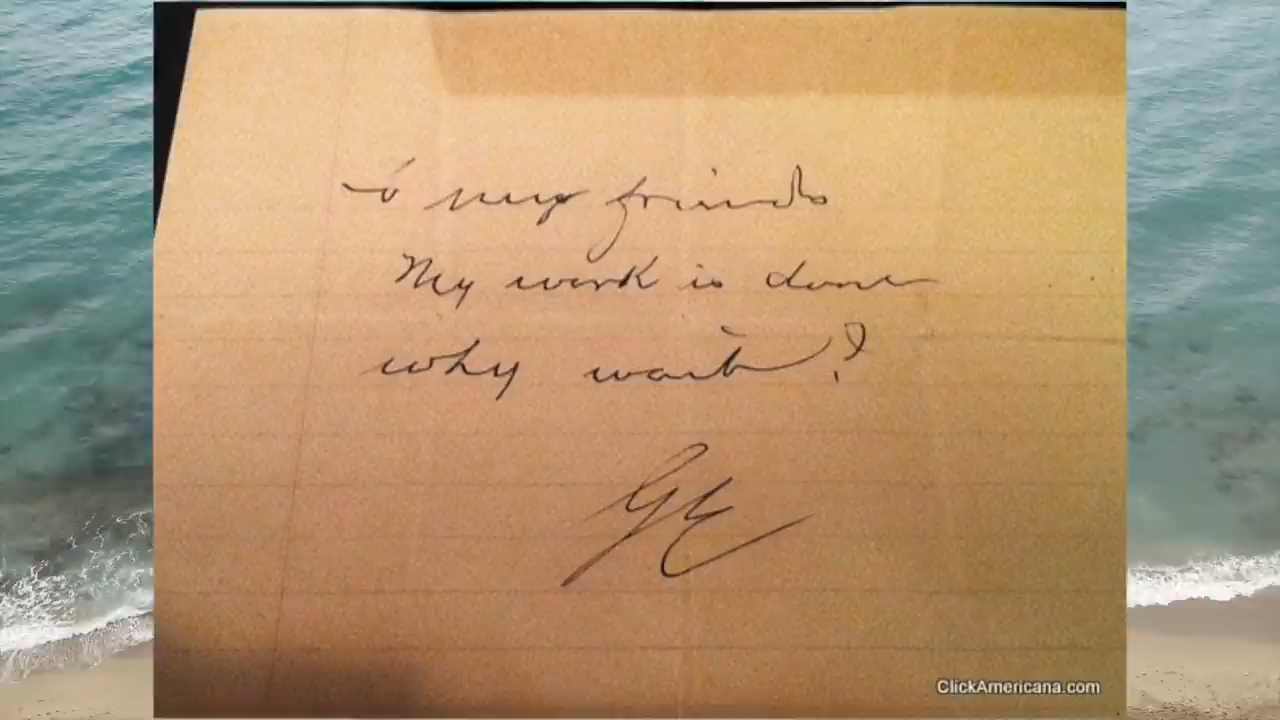 to my friends
My work is done
why wait?
GE
ClickAmericana.com